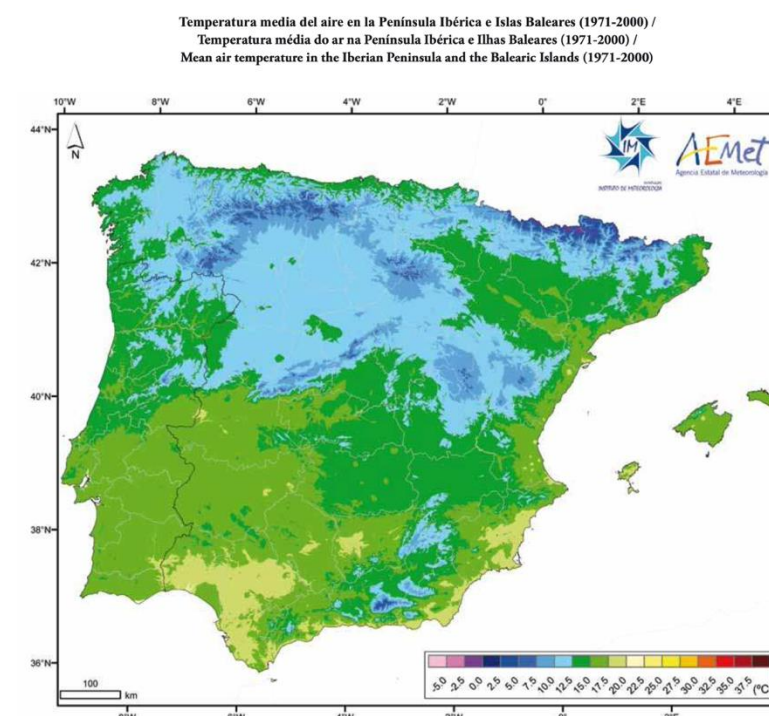 Temperatura media del aire en la Península Ibérica e Islas Baleares (1971-2000) /
Temperatura média do ar na Península Ibérica e Ilhas Baleares (1971-2000) /
Mean air temperature in the Iberian Peninsula and the Balearic Islands (1971-2000)
10°W 8°W 6°W 4°W 2°W 0° 2°E 4°E
44°N
N
IM
INSTITUTO DE METEOROLOGIA
AEMet
Agencia Estatal de Meteorología
42°N
40°N
38°N
36°N
100
km
-5.0 -2.5 0.0 2.5 5.0 7.5 10.0 12.5 15.0 17.5 20.0 22.5 25.0 27.5 30.0 32.5 35.0 37.5 (°C)